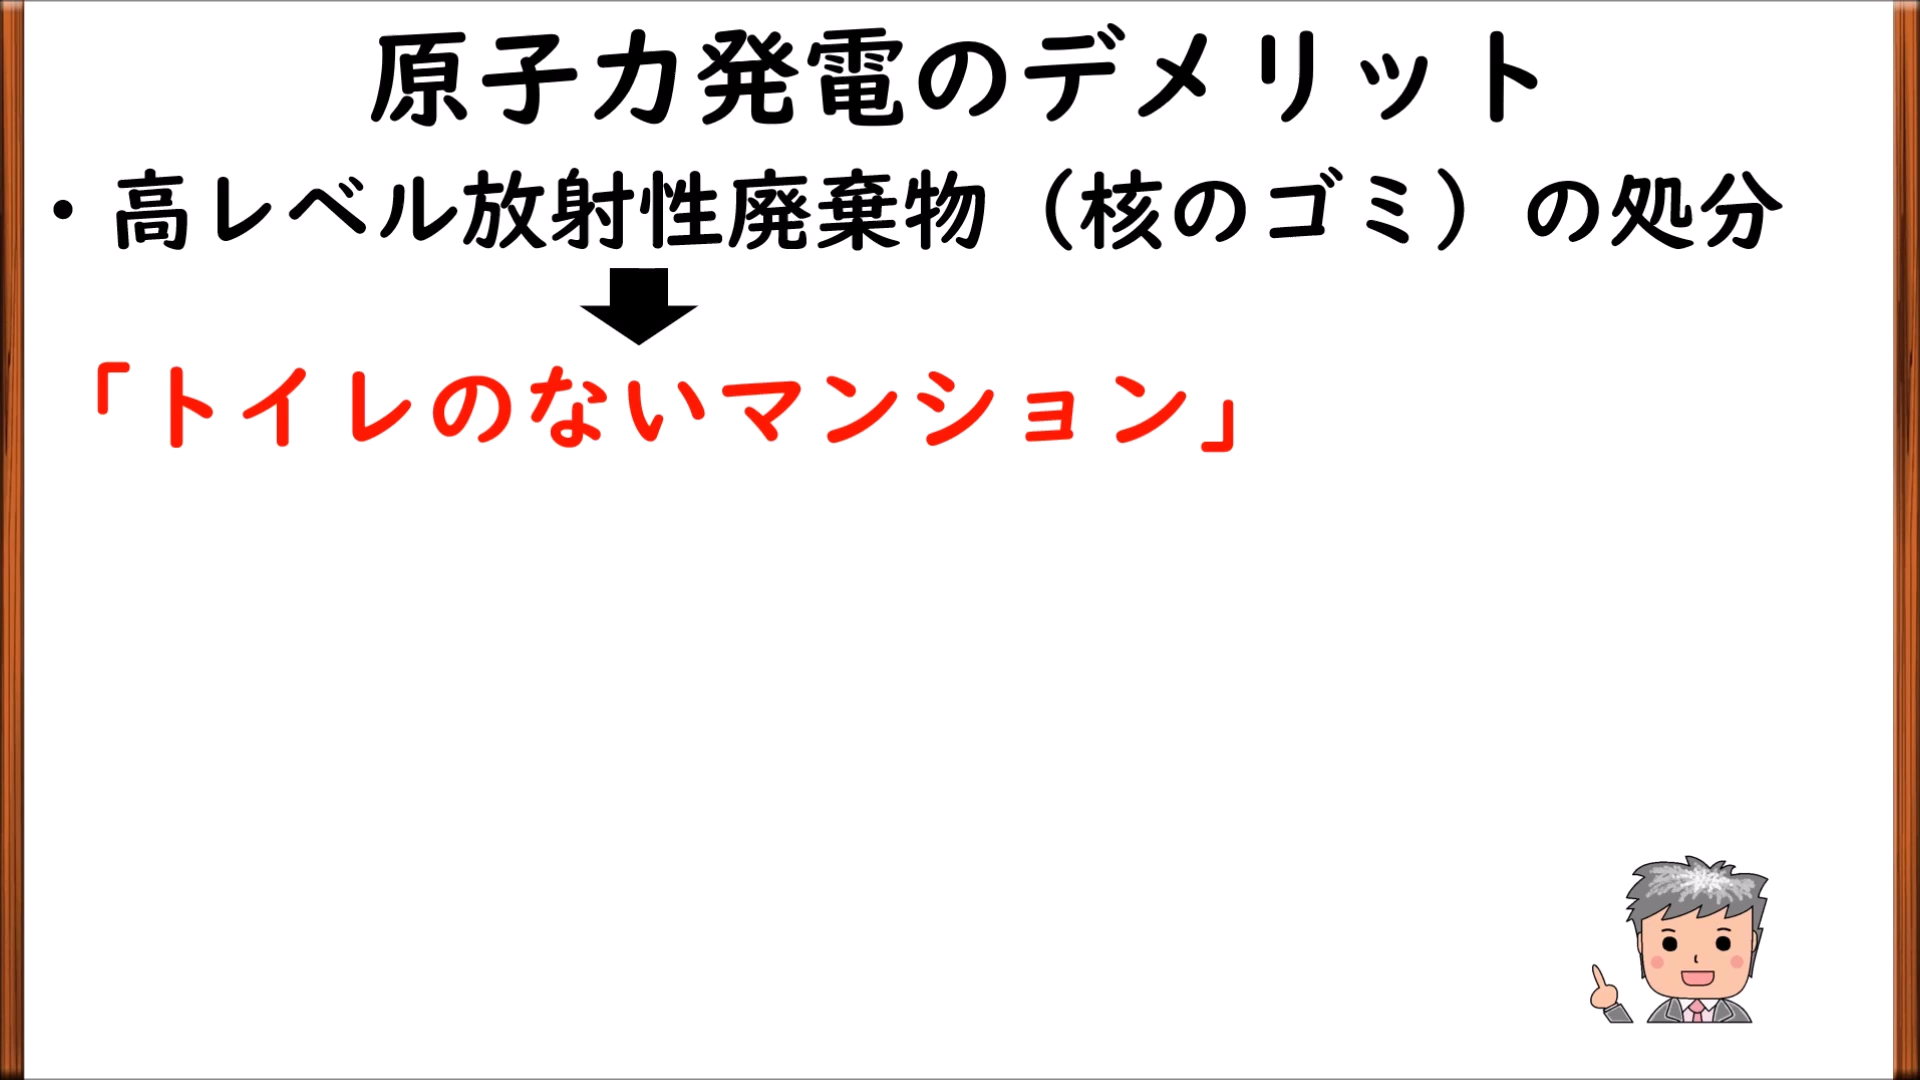 原子力発電のデメリット
・高レベル放射性廃棄物（核のゴミ）の処分
「トイレのないマンション」